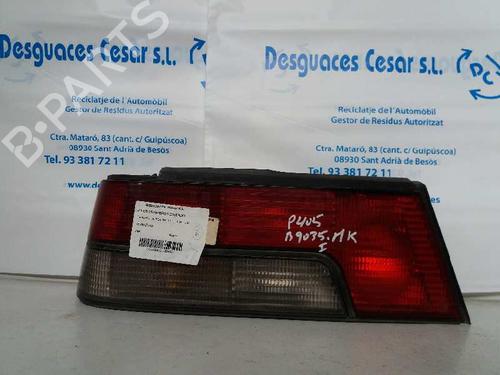 Desguaces Cesar S.L.
Reciclatje de l'Automòbil
Gestor de Residus Autoritzat
Ctra. Mataró, 83 (cant. c/ Guipúscoa)
08930 Sant Adrià de Besòs
Tel. 93 381 72 11
Desguaces Cesar S.L.
DC
Reciclatje de l'Automòbil
Gestor de Residus Autoritzat
Ctra. Mataró, 83 (cant. c/ Guipúscoa)
08930 Sant Adrià de Besòs
Tel. 93 381 72 11
B-PARTS
P405
B9035.MK
I